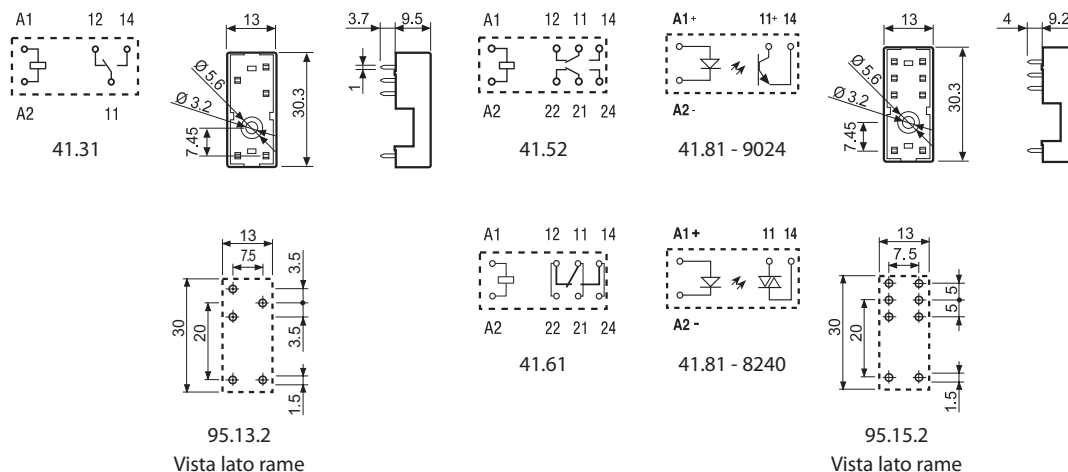 A1 12 14
A2 11
41.31
13
Ø 5.6
Ø 3.2
7.45
30.3
3.7 9.5
1
A1 12 11 14
A2 22 21 24
41.52
A1+ 11+ 14
A2-
41.81 - 9024
13
Ø 5.6
Ø 3.2
7.45
30.3
4 9.2
13
7.5
3.5
30
20
3.5
1.5
95.13.2
Vista lato rame
A1 12 11 14
A2 22 21 24
41.61
A1 + 11 14
A2 -
41.81 - 8240
13
7.5
5
5
30
20
1.5
95.15.2
Vista lato rame